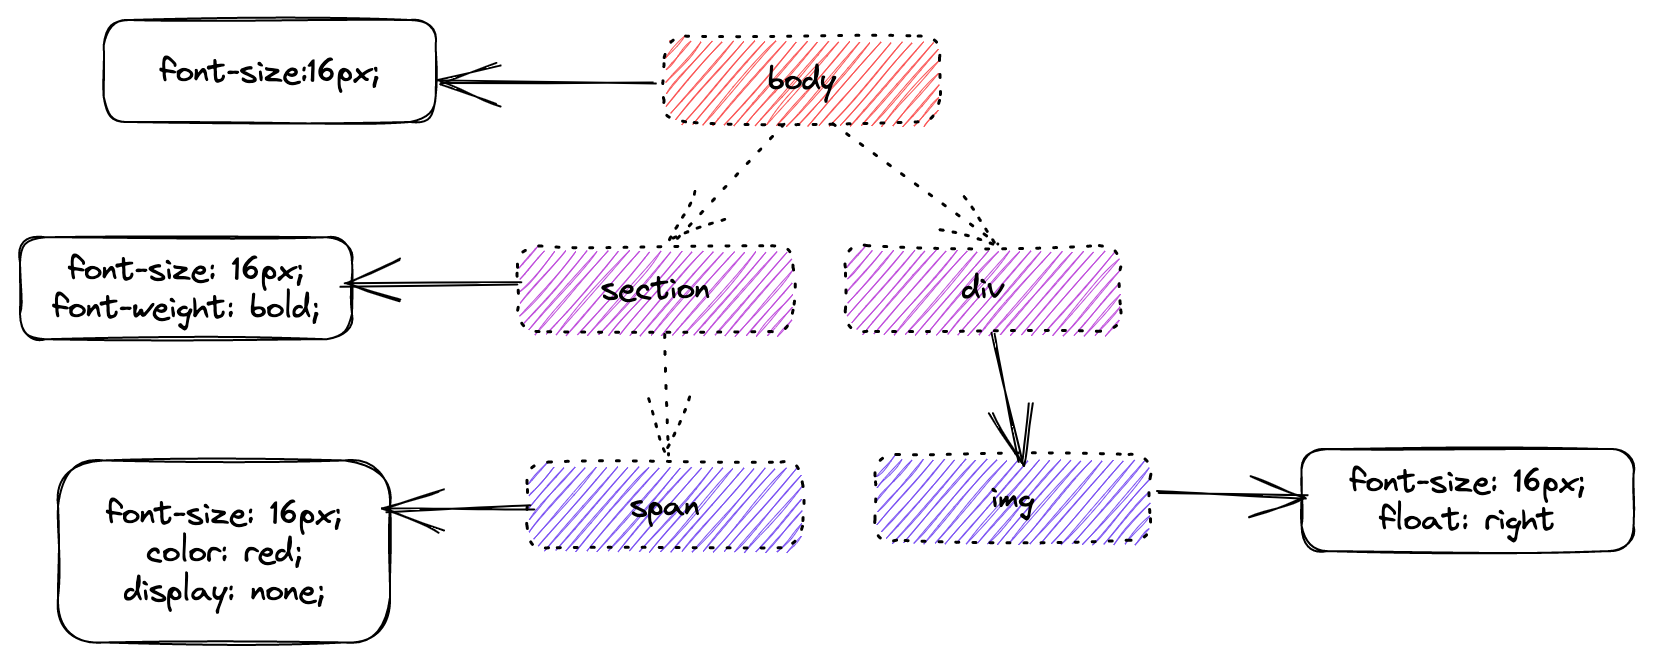 font-size:16px;
body
font-size: 16px;
font-weight: bold;
section
div
font-size: 16px;
color: red;
display: none;
span
img
font-size: 16px;
float: right